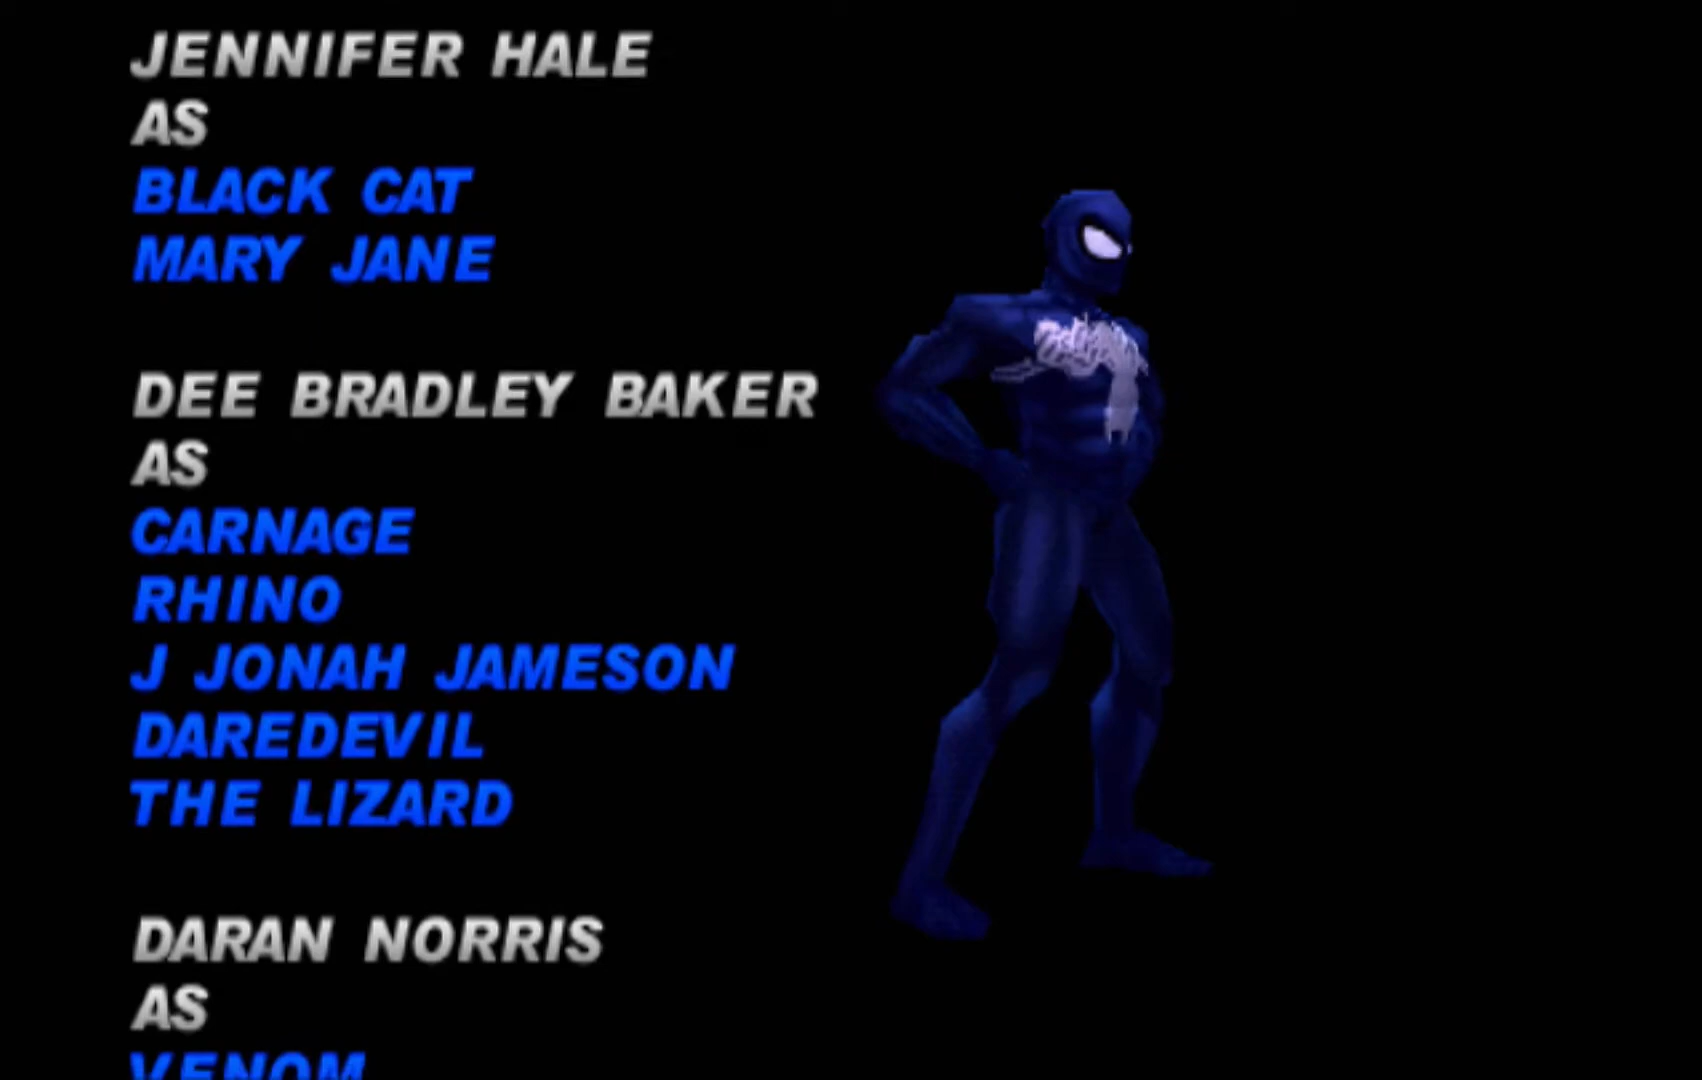 JENNIFER HALE
AS
BLACK CAT
MARY JANE
DEE BRADLEY BAKER
AS
CARNAGE
RHINO
J JONAH JAMESON
DAREDEVIL
THE LIZARD
DARAN NORRIS
AS
VENOM